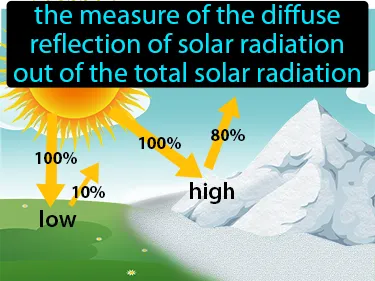 the measure of the diffuse
reflection of solar radiation
out of the total solar radiation
100%
100%
80%
10%
high
low